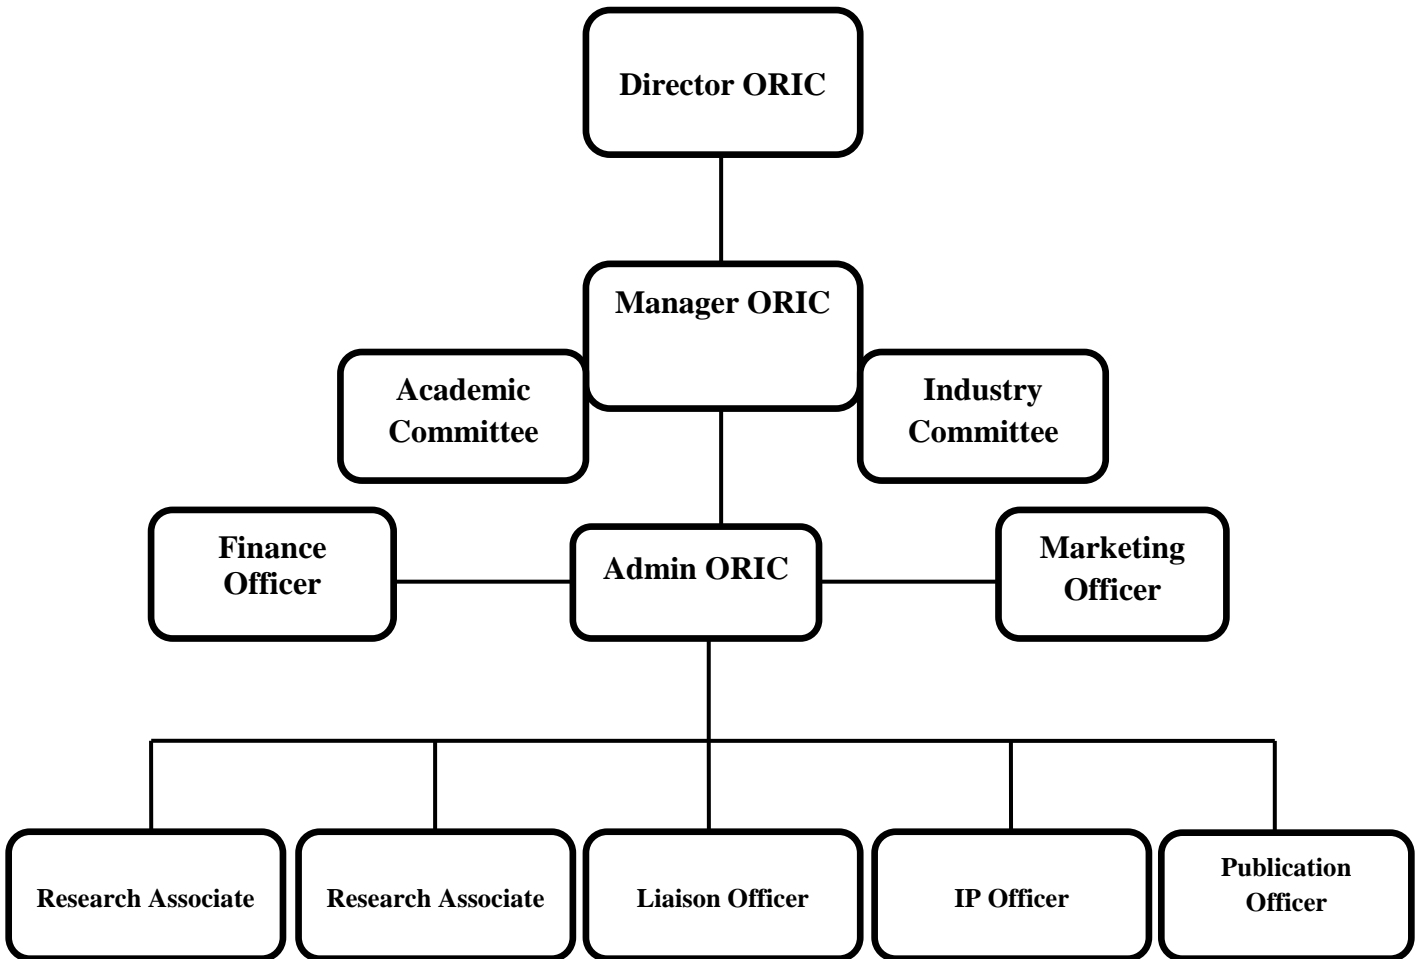 Director ORIC
Manager ORIC
Academic
Committee
Industry
Committee
Finance
Officer
Admin ORIC
Marketing
Officer
Research Associate
Research Associate
Liaison Officer
IP Officer
Publication
Officer